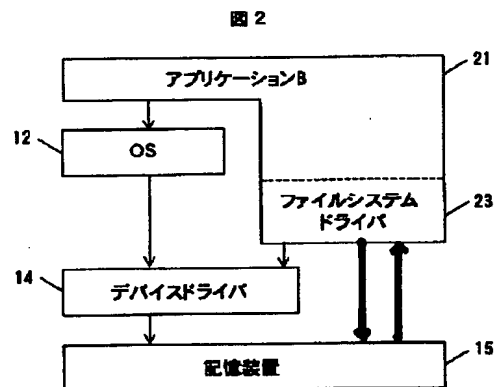 図2
アプリケーションB
21
12
OS
ファイルシステム
ドライバ
23
14
デバイスドライバ
記憶装置
15